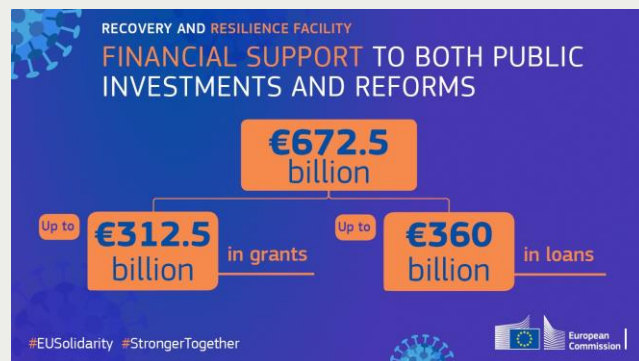 RECOVERY AND RESILIENCE FACILITY
FINANCIAL SUPPORT TO BOTH PUBLIC
INVESTMENTS AND REFORMS
€672.5
billion
Up to
€312.5
billion
in grants
Up to
€360
billion
in loans
#EUSolidarity #StrongerTogether
European
Commission